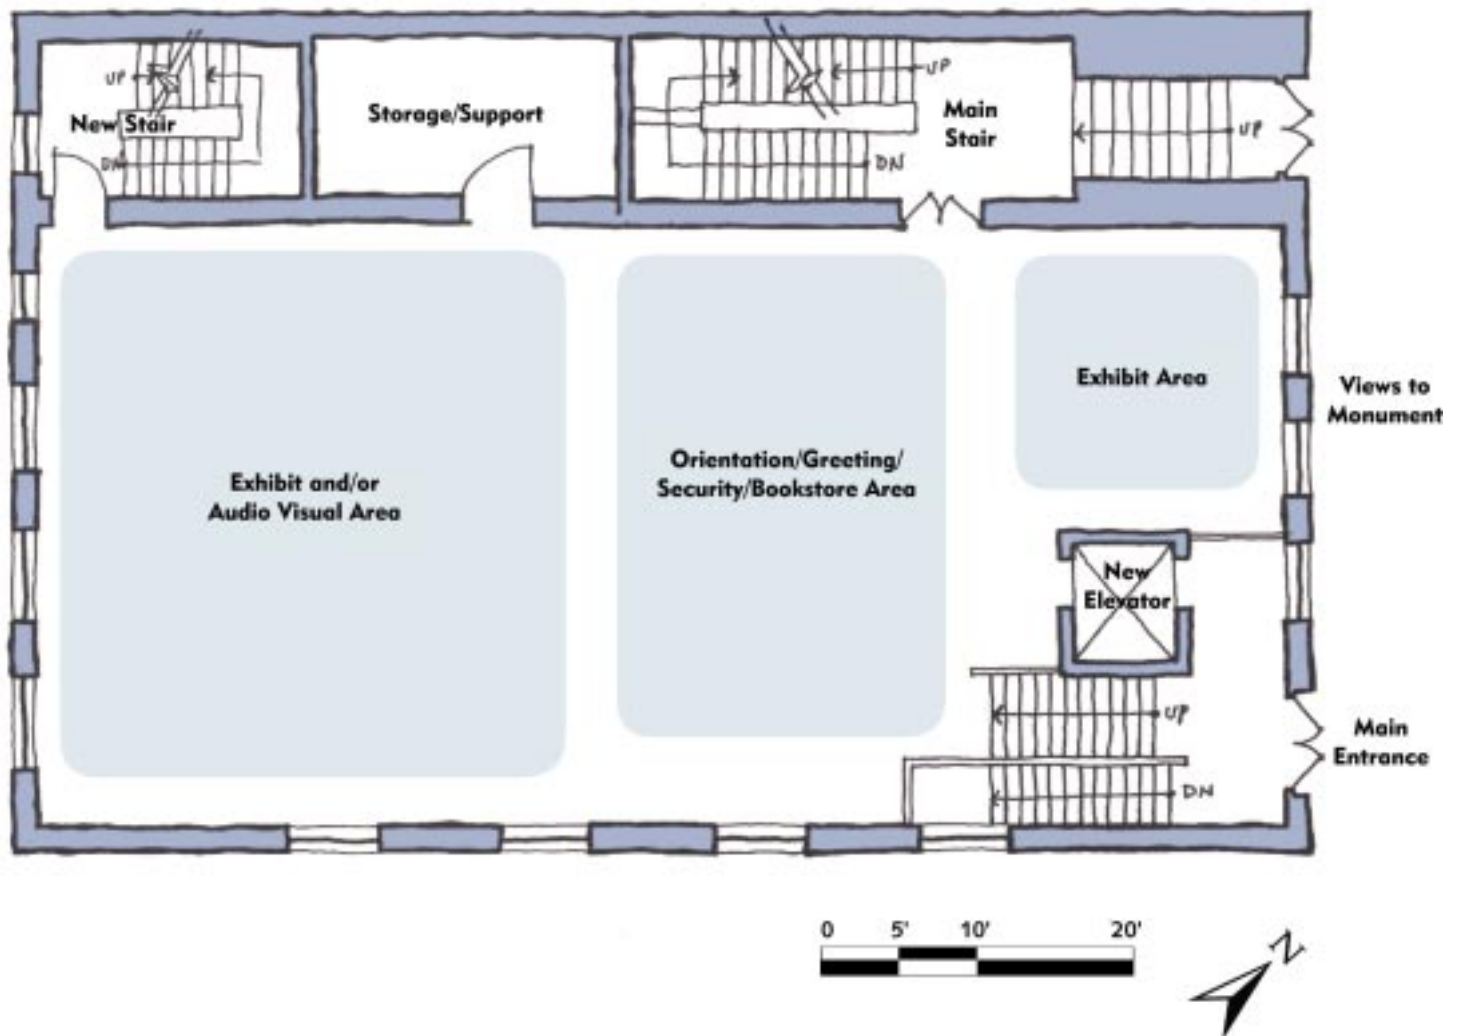 UP
New Stair
DN
Storage/Support
UP
Main
Stair
DN
UP
Exhibit Area
Views to
Monument
Exhibit and/or
Audio Visual Area
Orientation/Greeting/
Security/Bookstore Area
New
Elevator
UP
DN
Main
Entrance
0 5' 10' 20'
N